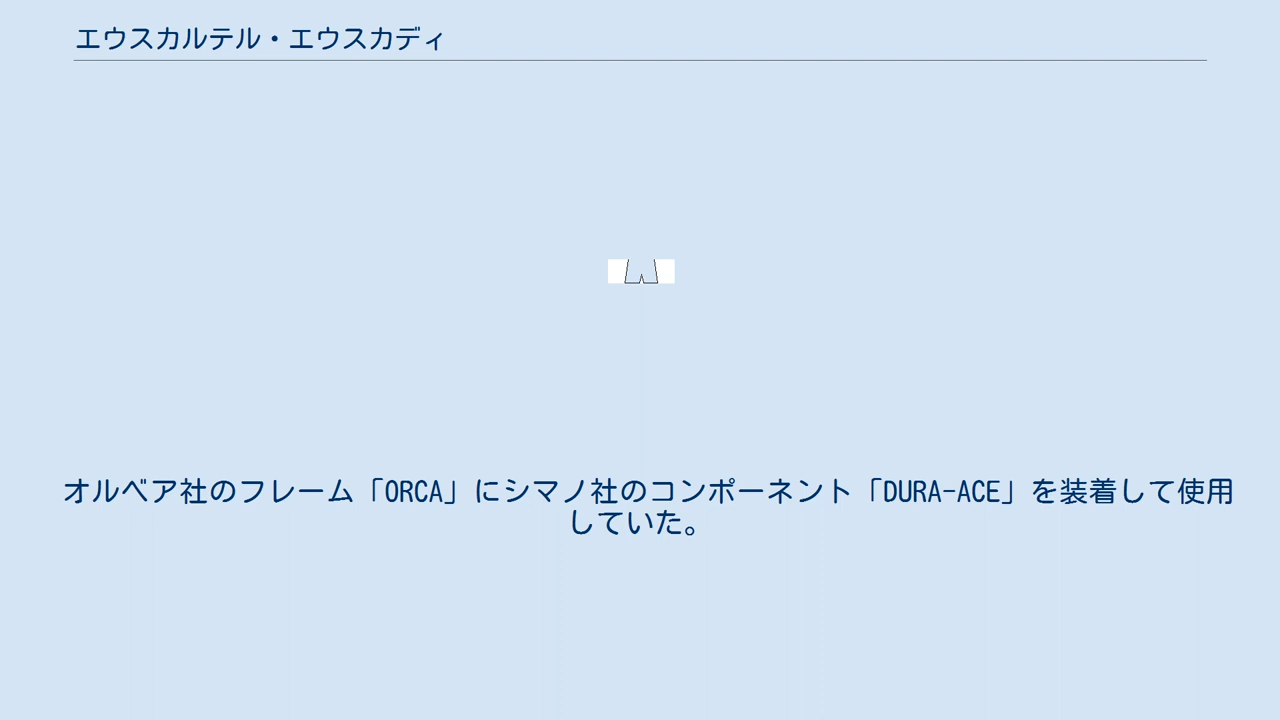 エウスカルテル・エウスカディ
オルベア社のフレーム「ORCA」にシマノ社のコンポーネント「DURA-ACE」を装着して使用
していた。